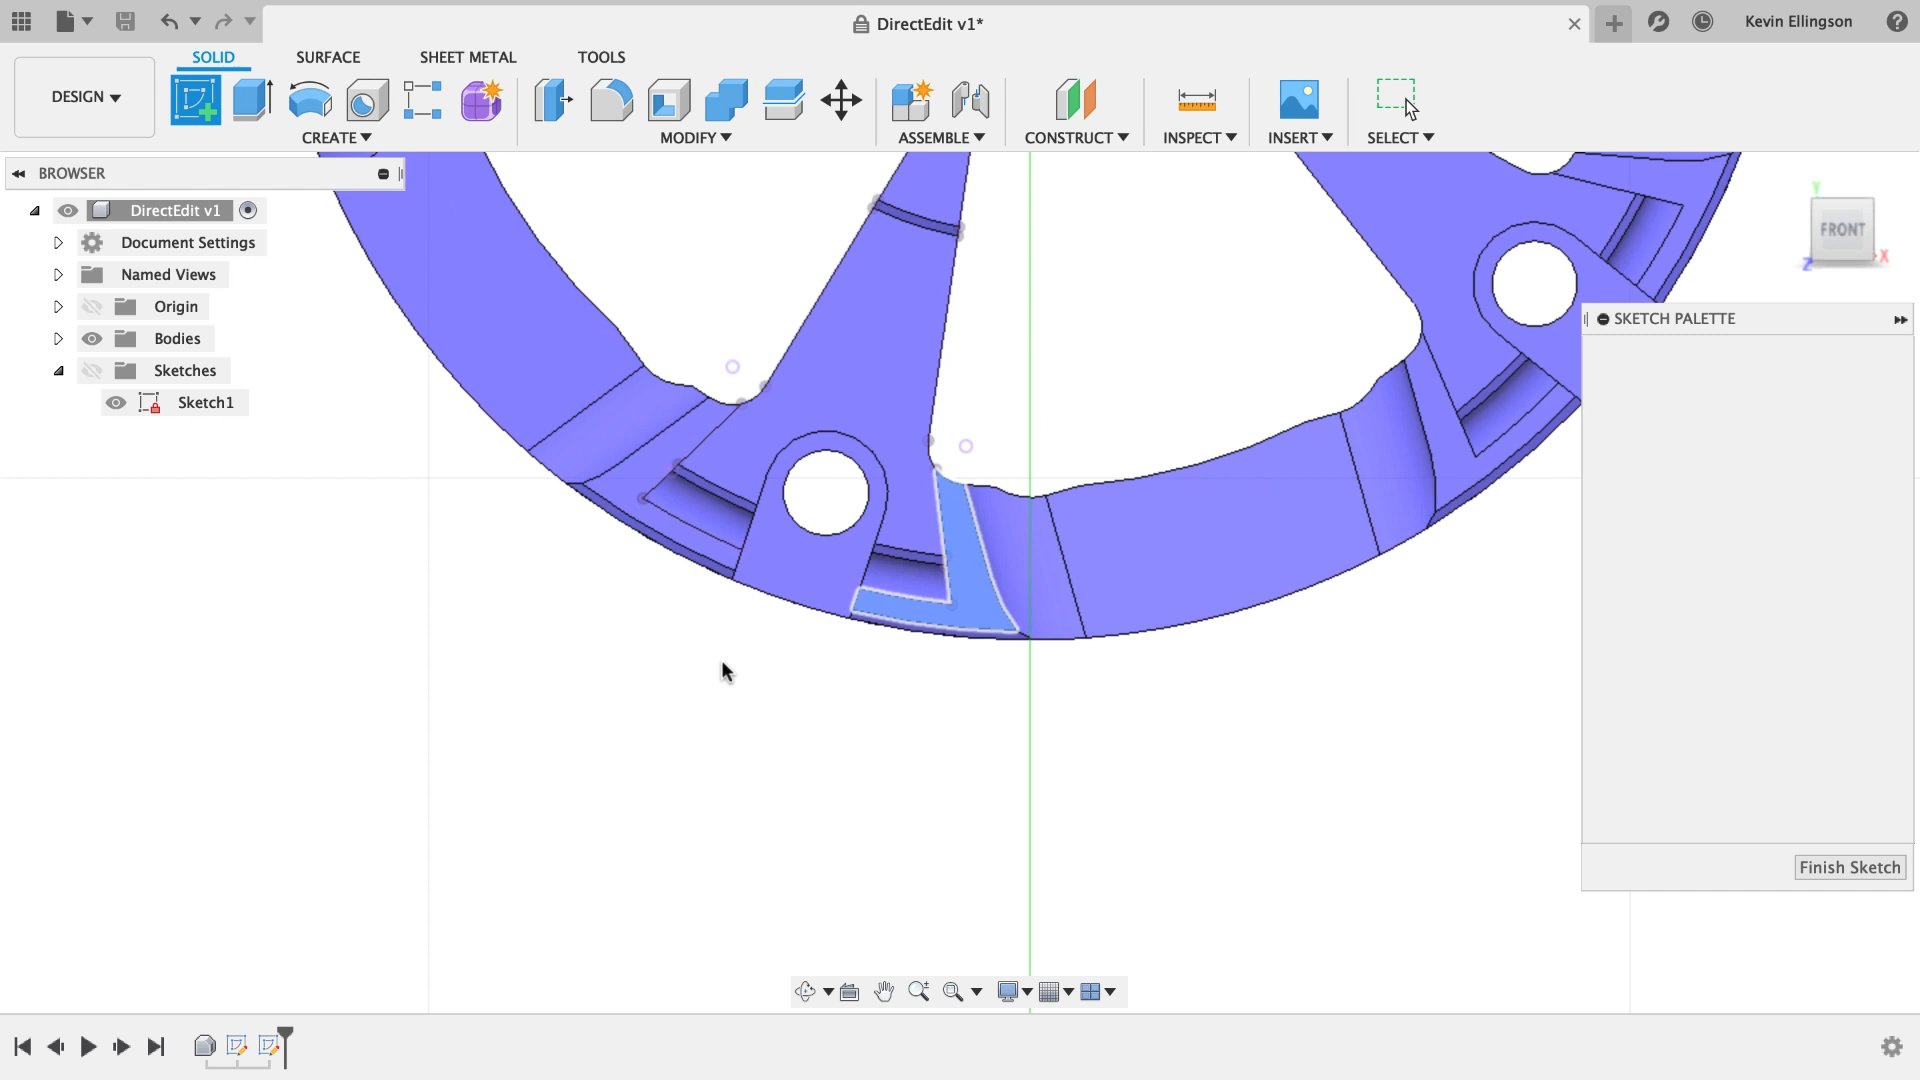 DirectEdit v1*
Kevin Ellingson
SOLID
SURFACE
SHEET METAL
TOOLS
DESIGN
CREATE
MODIFY
ASSEMBLE
CONSTRUCT
INSPECT
INSERT
SELECT
BROWSER
DirectEdit v1
Document Settings
Named Views
Origin
Bodies
Sketches
Sketch1
Y
FRONT
X
Z
SKETCH PALETTE
Finish Sketch